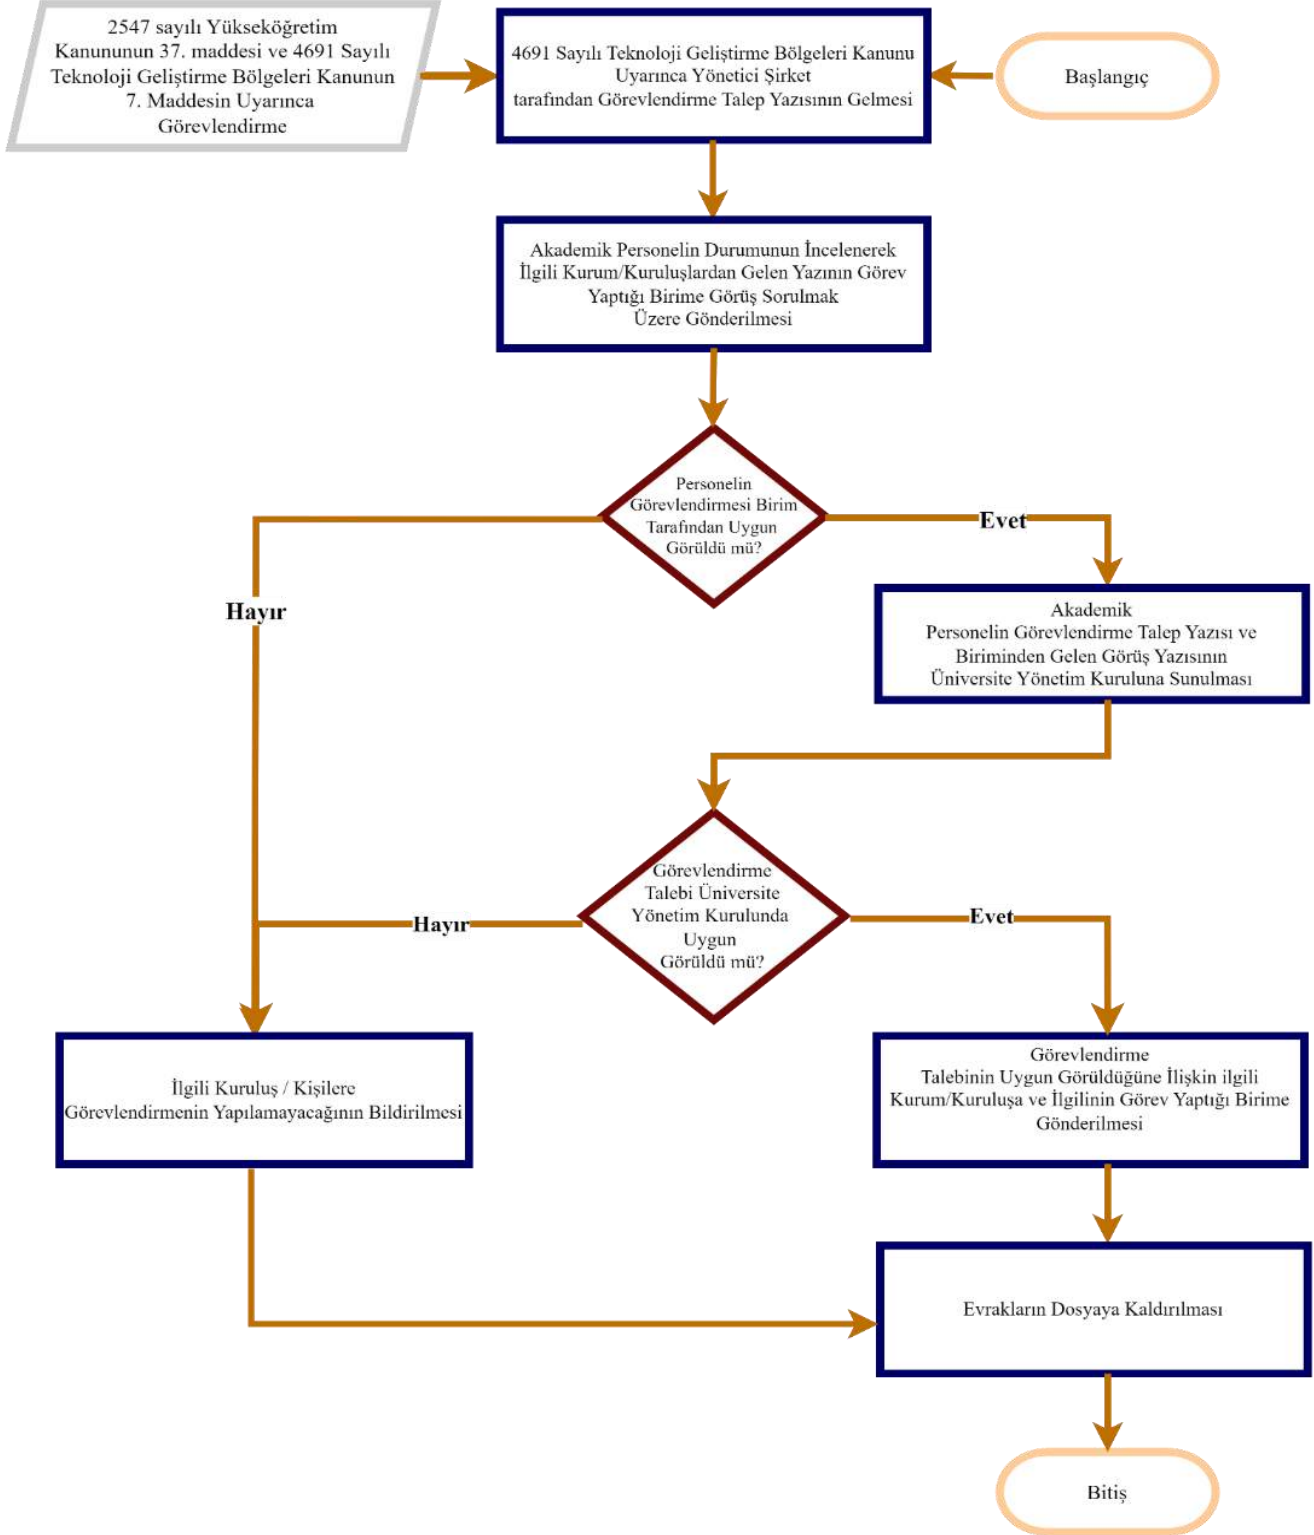 2547 sayılı Yükseköğretim
Kanununun 37. maddesi ve 4691 Sayılı
Teknoloji Geliştirme Bölgeleri Kanunun
7. Maddesin Uyarınca
Görevlendirme
4691 Sayılı Teknoloji Geliştirme Bölgeleri Kanunu
Uyarınca Yönetici Şirket
tarafından Görevlendirme Talep Yazısının Gelmesi
Başlangıç
Akademik Personelin Durumunun İncelenerek
İlgili Kurum/Kuruluşlardan Gelen Yazının Görev
Yaptığı Birime Görüş Sorulmak
Üzere Gönderilmesi
Personelin
Görevlendirmesi Birim
Tarafından Uygun
Görüldü mü?
Evet
Hayır
Akademik
Personelin Görevlendirme Talep Yazısı ve
Biriminden Gelen Görüş Yazısının
Üniversite Yönetim Kuruluna Sunulması
Görevlendirme
Talebi Üniversite
Yönetim Kurulunda
Uygun
Görüldü mü?
Hayır
Evet
İlgili Kuruluş / Kişilere
Görevlendirmenin Yapılamayacağının Bildirilmesi
Görevlendirme
Talebinin Uygun Görüldüğüne İlişkin ilgili
Kurum/Kuruluşa ve İlgilinin Görev Yaptığı Birime
Gönderilmesi
Evrakların Dosyaya Kaldırılması
Bitiş